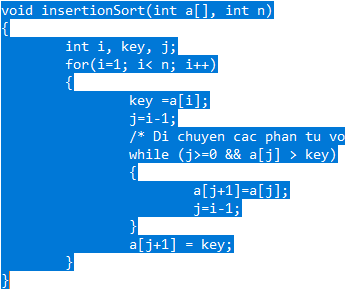 void insertionSort(int a[], int n)
{
int i, key, j;
for(i=1; i< n; i++)
{
key =a[i];
j=i-1;
/* Di chuyen cac phan tu vo
while (j>=0 && a[j] > key)
{
a[j+1]=a[j];
j=i-1;
}
a[j+1] = key;
}
}